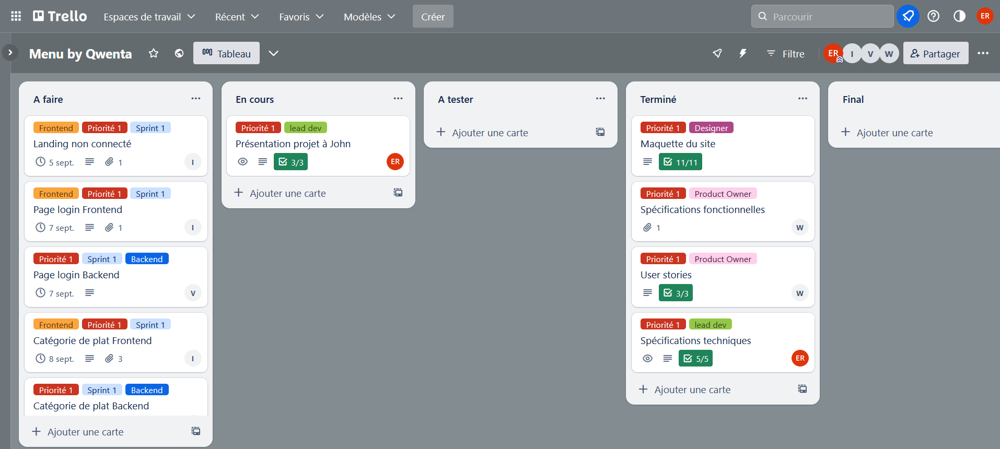 Trello Espaces de travail Récent Favoris Modèles Créer Parcourir ER
Menu by Qwenta Tableau Filtre ER I V W Partager
A faire
Frontend Priorité 1 Sprint 1
Landing non connecté
5 sept. 1 I
Frontend Priorité 1 Sprint 1
Page login Frontend
7 sept. 1 I
Priorité 1 Sprint 1 Backend
Page login Backend
7 sept. V
Frontend Priorité 1 Sprint 1
Catégorie de plat Frontend
8 sept. 3 I
Priorité 1 Sprint 1 Backend
Catégorie de plat Backend
Ajouter une carte
En cours
Priorité 1 lead dev
Présentation projet à John
3/3 ER
Ajouter une carte
A tester
Ajouter une carte
Terminé
Priorité 1 Designer
Maquette du site
11/11
Priorité 1 Product Owner
Spécifications fonctionnelles
1 W
Priorité 1 Product Owner
User stories
3/3 W
Priorité 1 lead dev
Spécifications techniques
5/5 ER
Ajouter une carte
Final
Ajouter une carte